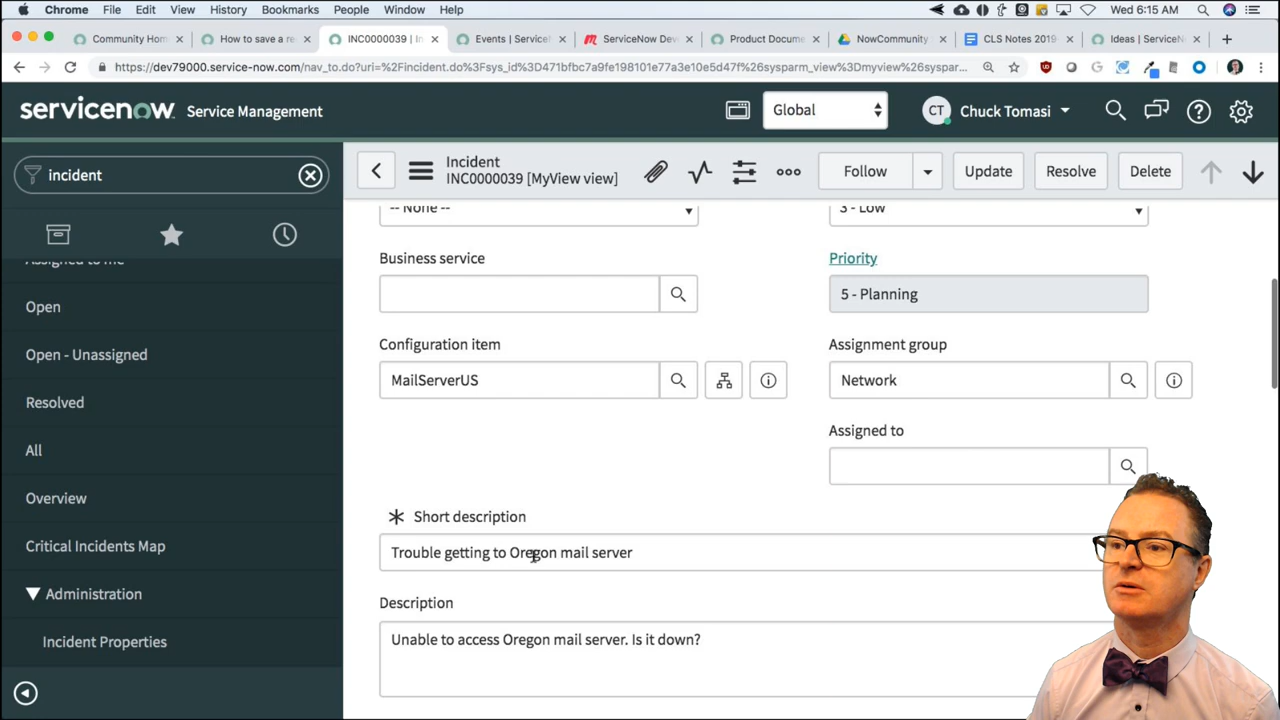 Chrome File Edit View History Bookmarks People Window Help Wed 6:15 AM
Community Hom INC0000039 | In Events | Service How to save a re ServiceNow Dev Product Docume NowCommunity CLS Notes 2019 Ideas | ServiceN
https://dev79000.service-now.com/nav_to.do?uri=%2Fincident.do%3Fsys_id%3D471bfbc7a9fe198101e77a3e10e5d47f%26sysparm_view%3Dmyview%26syspar...
servicenow Service Management Global CT Chuck Tomasi
incident
Incident
INC0000039 [MyView view]
Follow Update Resolve Delete
Assigned to me
Open
Open - Unassigned
Resolved
All
Overview
Critical Incidents Map
Administration
Incident Properties
-- None --
3 - Low
Business service
Priority
5 - Planning
Configuration item
Assignment group
MailServerUS
Network
Assigned to
Short description
Trouble getting to Oregon mail server
Description
Unable to access Oregon mail server. Is it down?